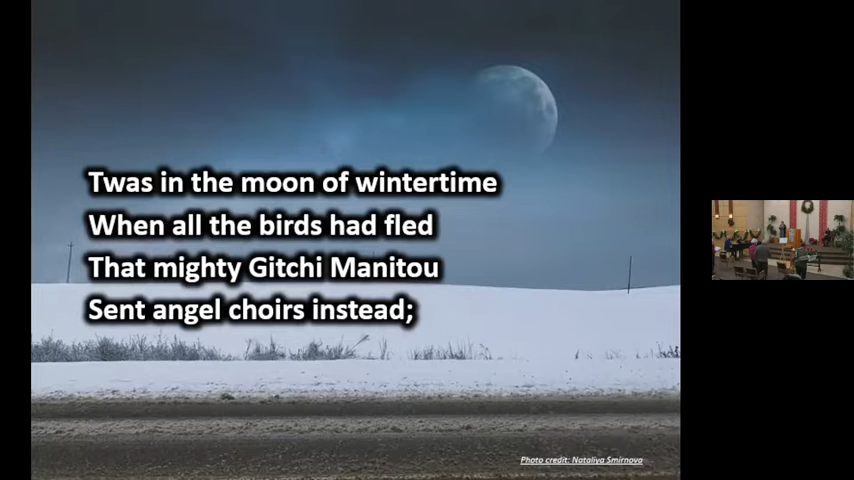 Twas in the moon of wintertime
When all the birds had fled
That mighty Gitchi Manitou
Sent angel choirs instead;
Photo credit: Nataliya Smirnova